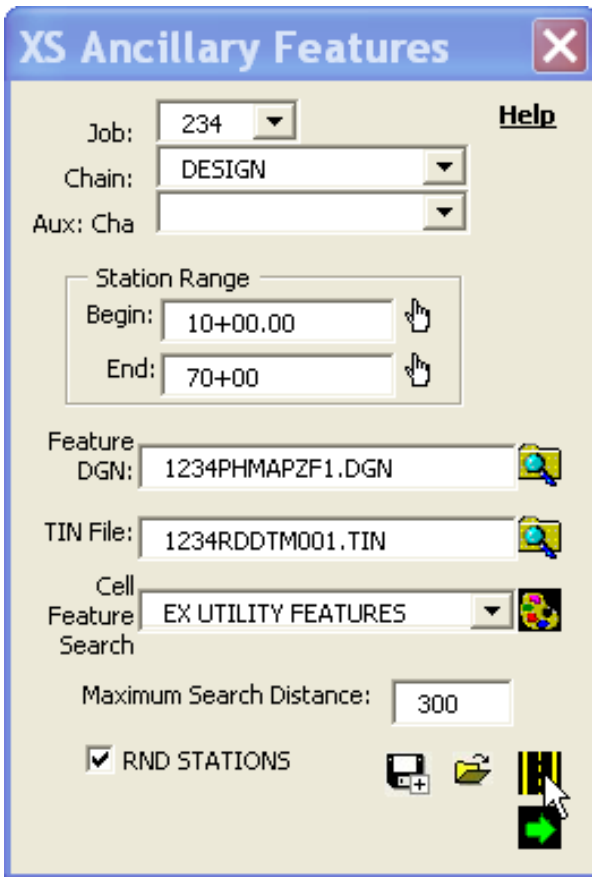 XS Ancillary Features
Help
Job: 234
Chain: DESIGN
Aux: Cha
Station Range
Begin: 10+00.00
End: 70+00
Feature
DGN: 1234PHMAPZF1.DGN
TIN File: 1234RDDTM001.TIN
Cell
Feature EX UTILITY FEATURES
Search
Maximum Search Distance: 300
RND STATIONS